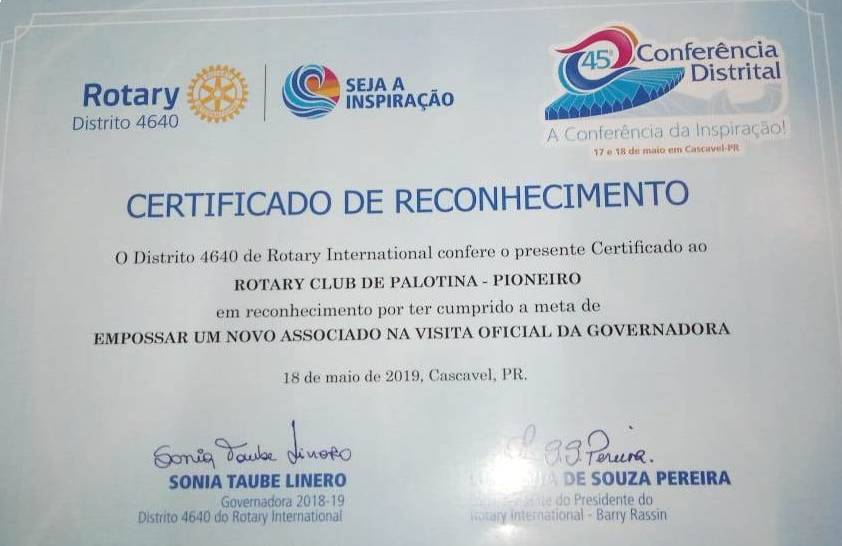 Rotary
Distrito 4640
SEJA A
INSPIRAÇÃO
45ª Conferência
Distrital
A Conferência da Inspiração!
17 e 18 de maio em Cascavel-PR
CERTIFICADO DE RECONHECIMENTO
O Distrito 4640 de Rotary International confere o presente Certificado ao
ROTARY CLUB DE PALOTINA - PIONEIRO
em reconhecimento por ter cumprido a meta de
EMPOSSAR UM NOVO ASSOCIADO NA VISITA OFICIAL DA GOVERNADORA
18 de maio de 2019, Cascavel, PR.
Sonia Taube Linero
SONIA TAUBE LINERO
Governadora 2018-19
Distrito 4640 do Rotary International
Pereira.
DE SOUZA PEREIRA
do Presidente do
Rotary International - Barry Rassin